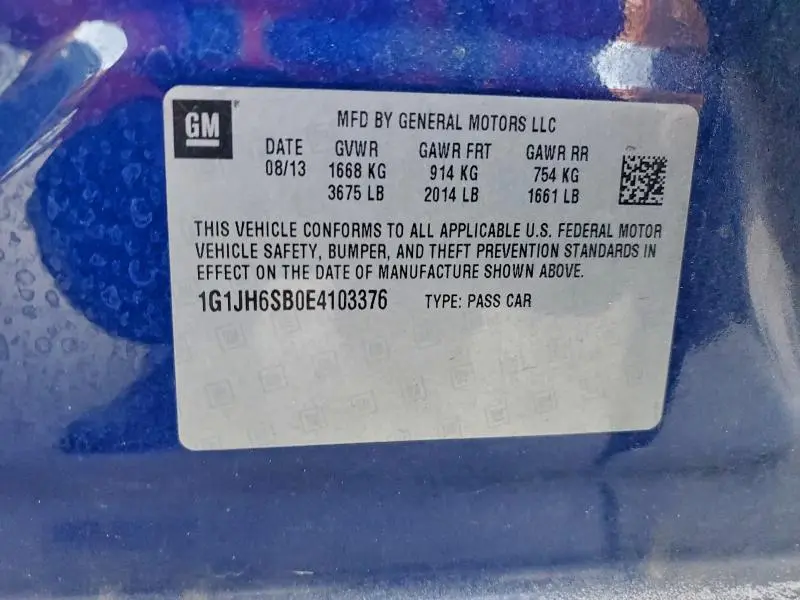 GM
MFD BY GENERAL MOTORS LLC
DATE GVWR GAWR FRT GAWR RR
08/13 1668 KG 914 KG 754 KG
3675 LB 2014 LB 1661 LB
THIS VEHICLE CONFORMS TO ALL APPLICABLE U.S. FEDERAL MOTOR
VEHICLE SAFETY, BUMPER, AND THEFT PREVENTION STANDARDS IN
EFFECT ON THE DATE OF MANUFACTURE SHOWN ABOVE.
1G1JH6SB0E4103376 TYPE: PASS CAR